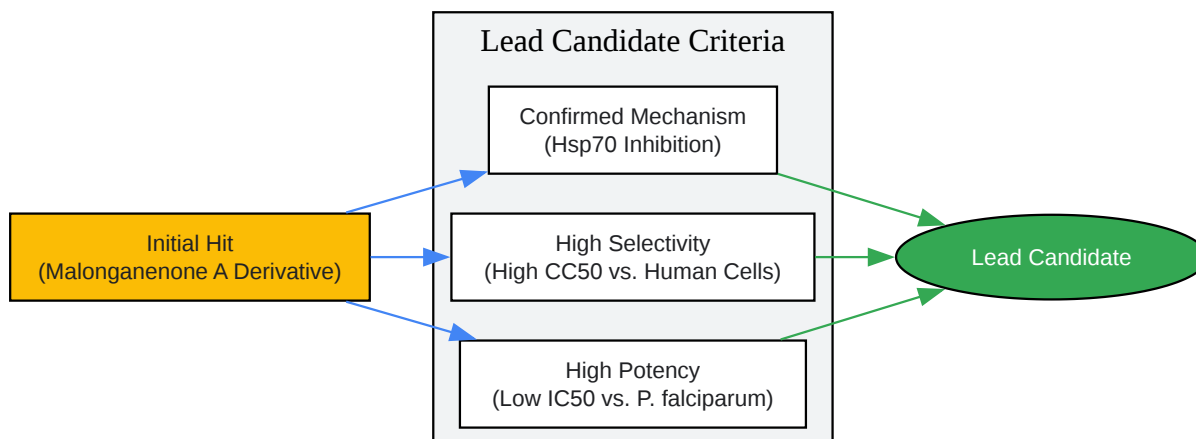 Lead Candidate Criteria
Confirmed Mechanism
(Hsp70 Inhibition)
Initial Hit
(Malonganenone A Derivative)
High Selectivity
(High CC50 vs. Human Cells)
Lead Candidate
High Potency
(Low IC50 vs. P. falciparum)